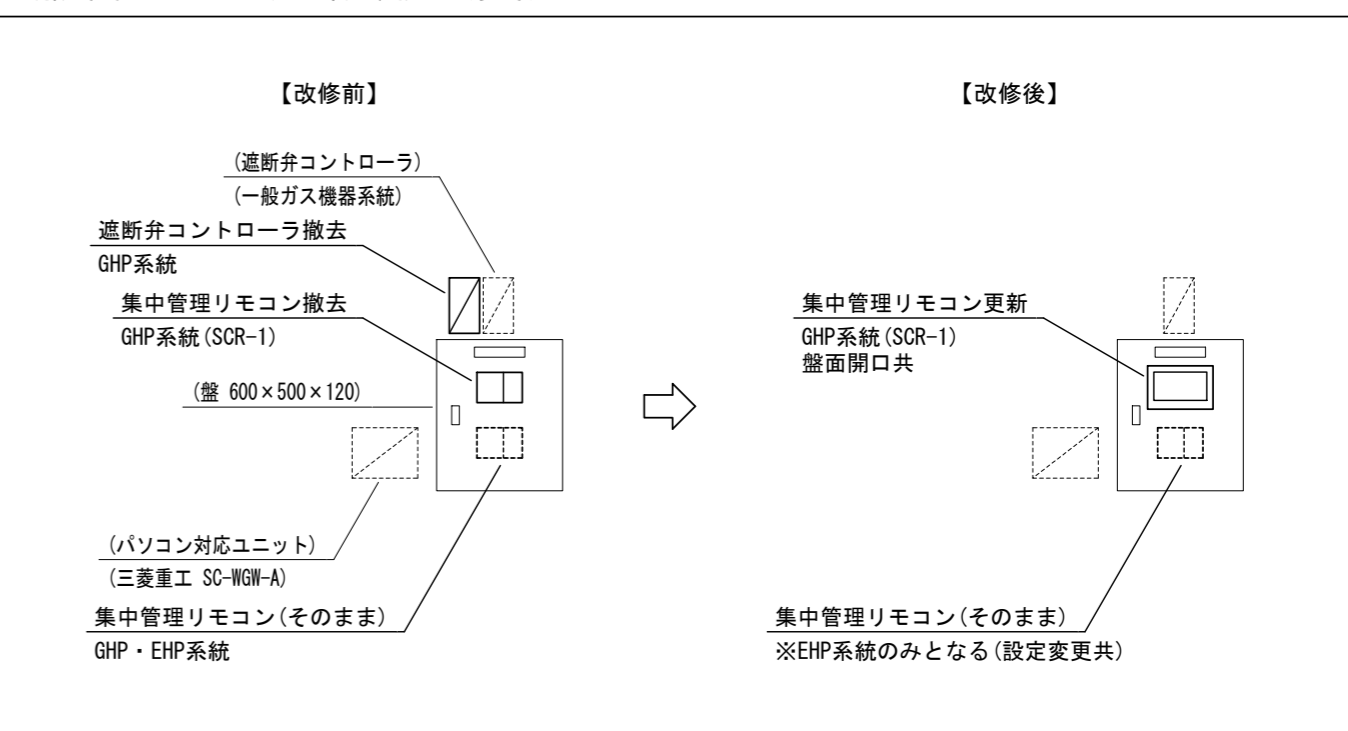 【改修前】
(遮断弁コントローラ)
(一般ガス機器系統)
遮断弁コントローラ撤去
GHP系統
集中管理リモコン撤去
GHP系統(SCR-1)
(盤 600×500×120)
(パソコン対応ユニット)
(三菱重工 SC-WGW-A)
集中管理リモコン(そのまま)
GHP・EHP系統
【改修後】
集中管理リモコン更新
GHP系統(SCR-1)
盤面開口共
集中管理リモコン(そのまま)
※EHP系統のみとなる(設定変更共)